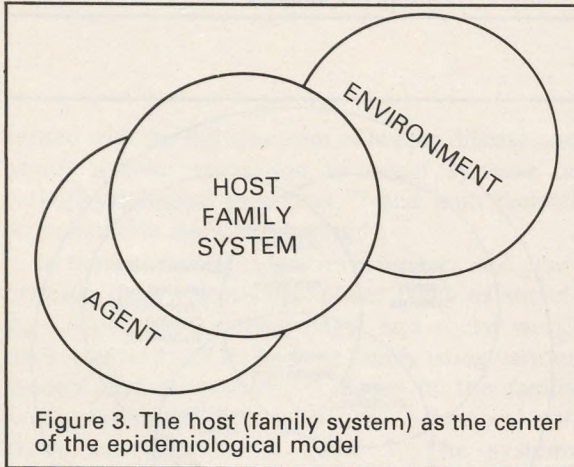 ENVIRONMENT
HOST
FAMILY
SYSTEM
AGENT
Figure 3. The host (family system) as the center
of the epidemiological model